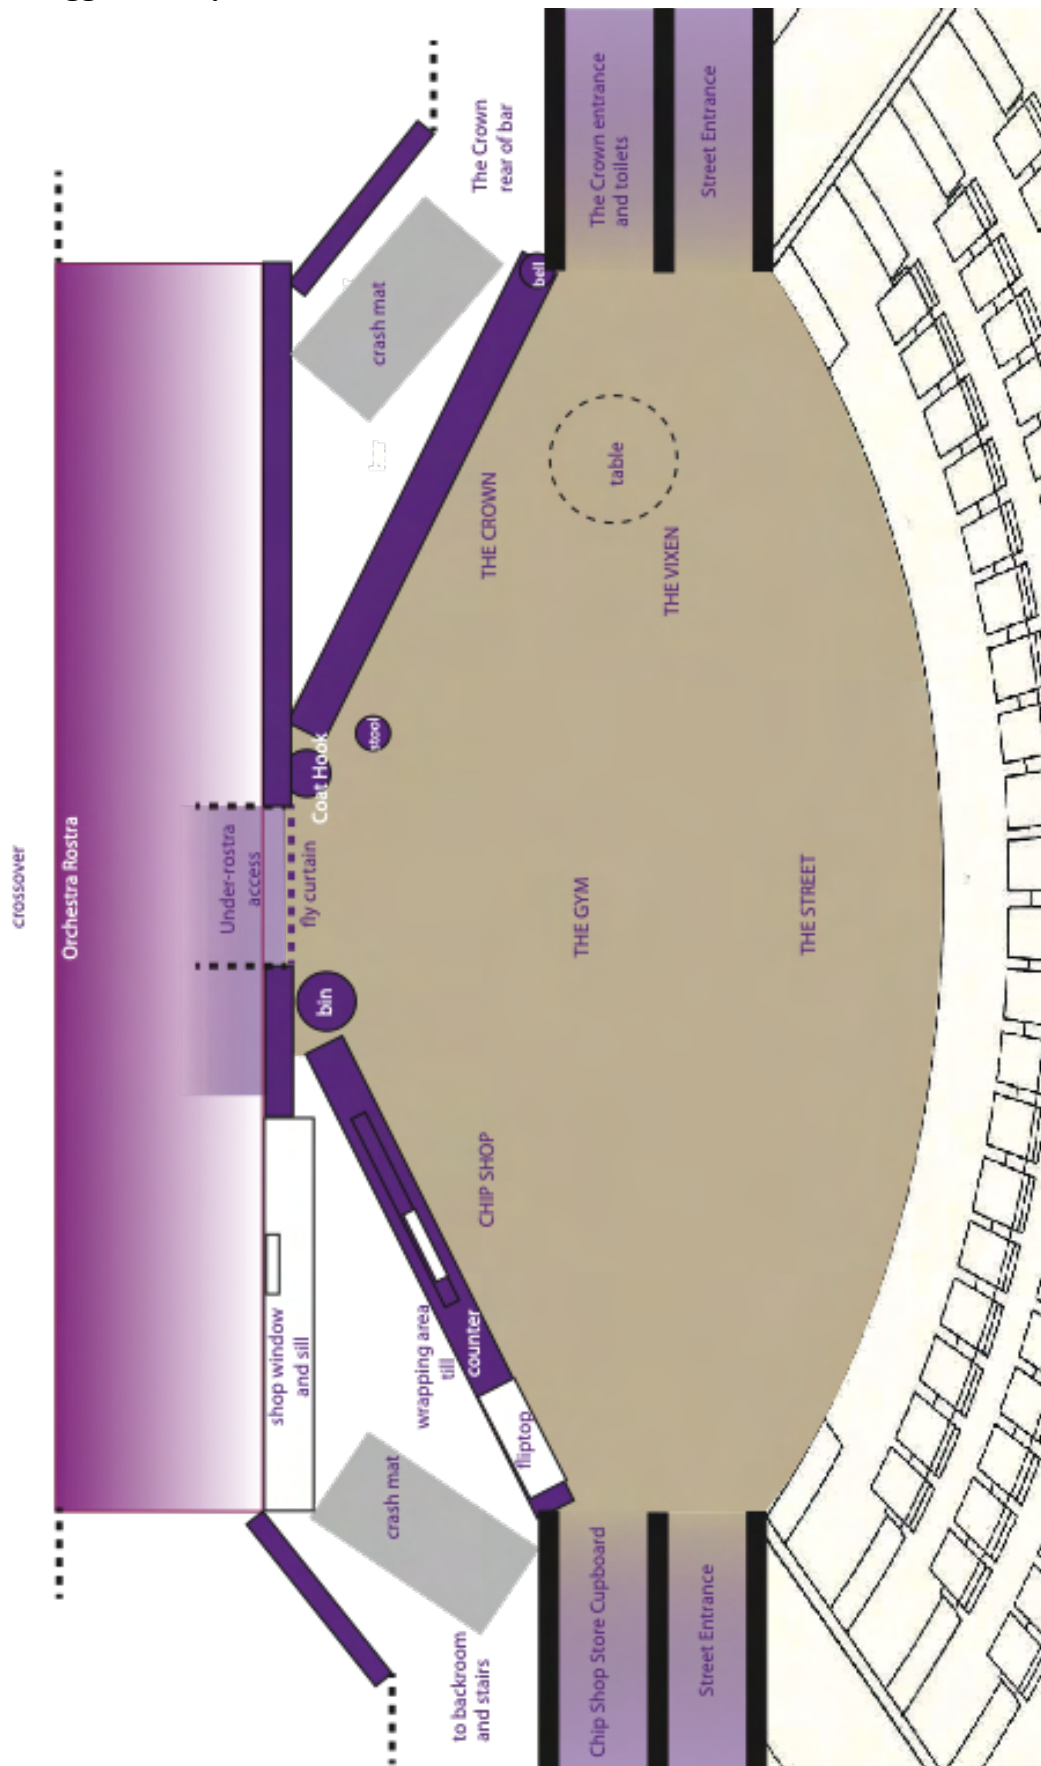 crossover
Orchestra Rostra
Under-rostra
access
shop window
and sill
fly curtain
Coat Hook
bin
stool
crash mat
crash mat
wrapping area
till
counter
to backroom
and stairs
CHIP SHOP
THE CROWN
The Crown
rear of bar
fliptop
bell
Chip Shop Store Cupboard
THE GYM
table
The Crown entrance
and toilets
THE VIXEN
Street Entrance
Street Entrance
THE STREET